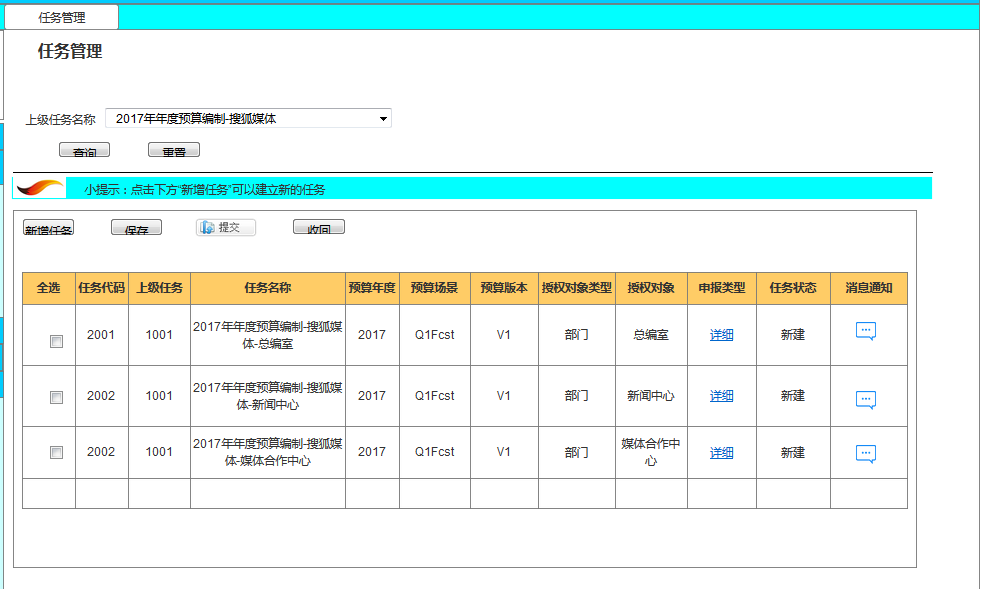 任务管理
任务管理
上级任务名称 2017年年度预算编制-搜狐媒体
查询 重置
小提示：点击下方“新增任务”可以建立新的任务
新增任务 保存 提交 收回
全选 任务代码 上级任务 任务名称 预算年度 预算场景 预算版本 授权对象类型 授权对象 申报类型 任务状态 消息通知
2001 1001 2017年年度预算编制-搜狐媒 2017 Q1Fcst V1 部门 总编室 详细 新建
体-总编室
2002 1001 2017年年度预算编制-搜狐媒 2017 Q1Fcst V1 部门 新闻中心 详细 新建
体-新闻中心
2002 1001 2017年年度预算编制-搜狐媒 2017 Q1Fcst V1 部门 媒体合作中 详细 新建
体-媒体合作中心 心